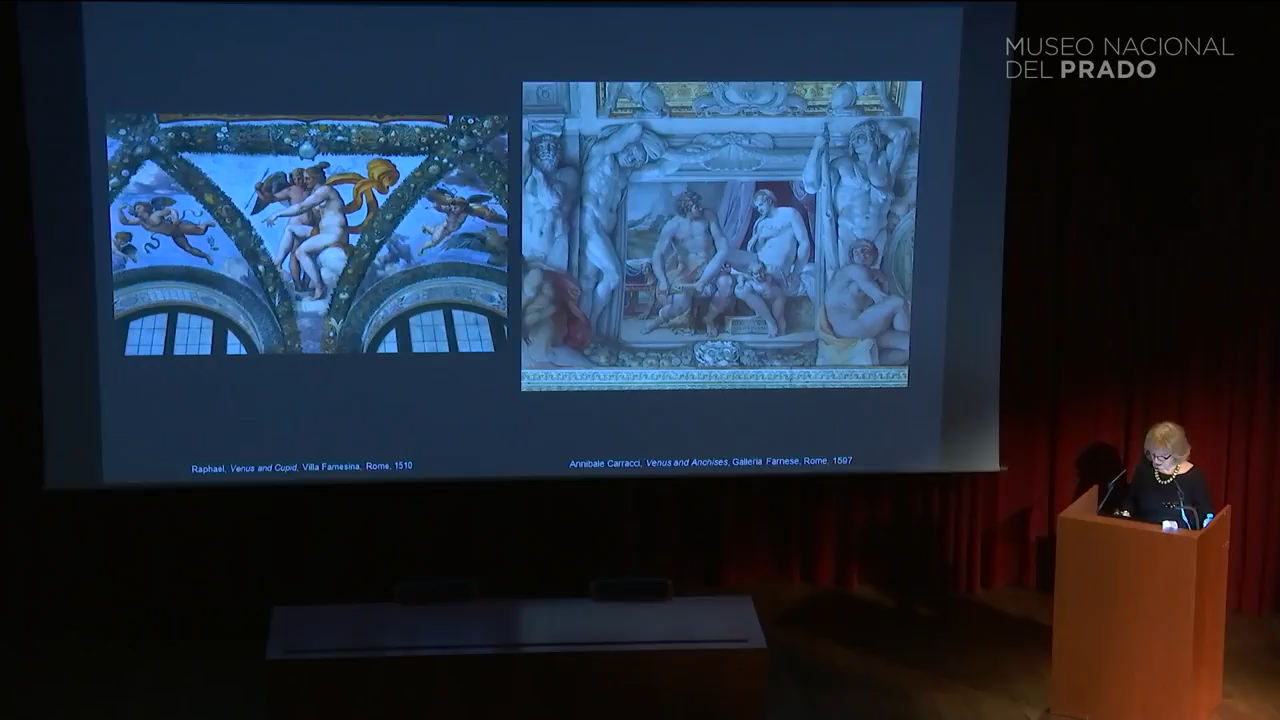 MUSEO NACIONAL
DEL PRADO
Raphael, Venus and Cupid, Villa Farnesina, Rome, 1510
Annibale Carracci, Venus and Anchises, Galleria Farnese, Rome, 1597